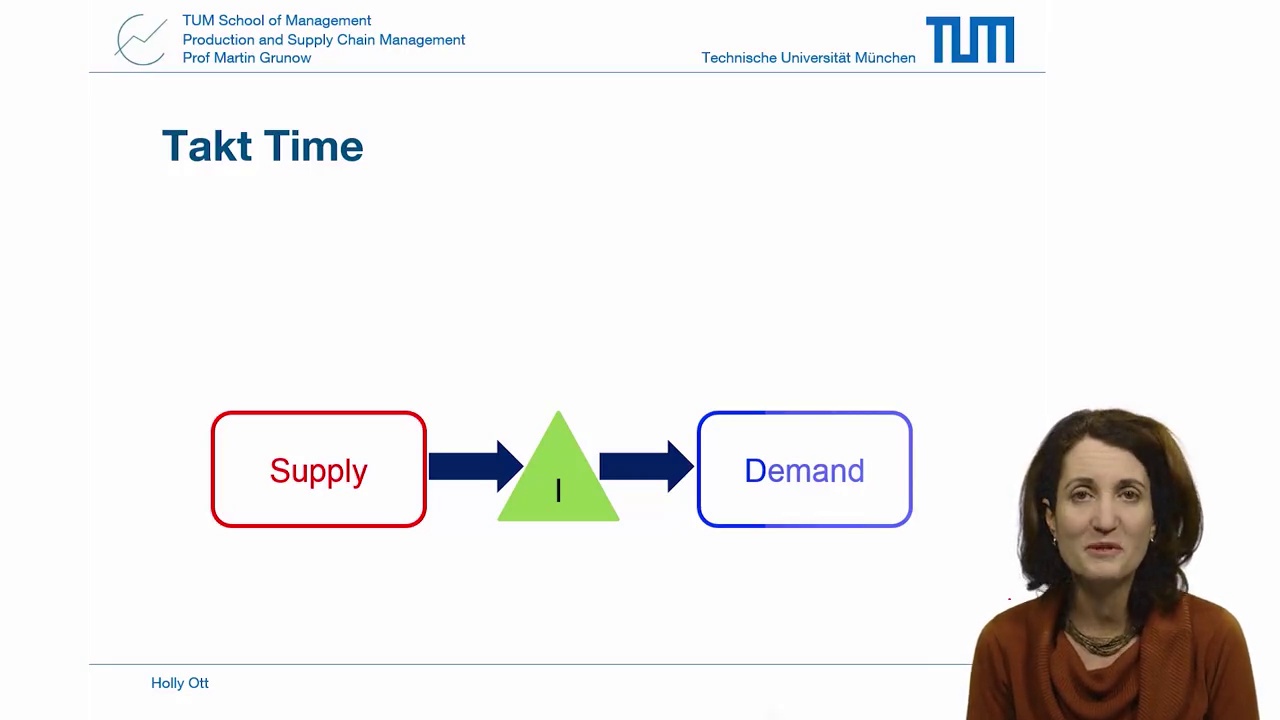 TUM School of Management
Production and Supply Chain Management
Prof Martin Grunow
Technische Universität München
TUM
Takt Time
Supply
I
Demand
Holly Ott